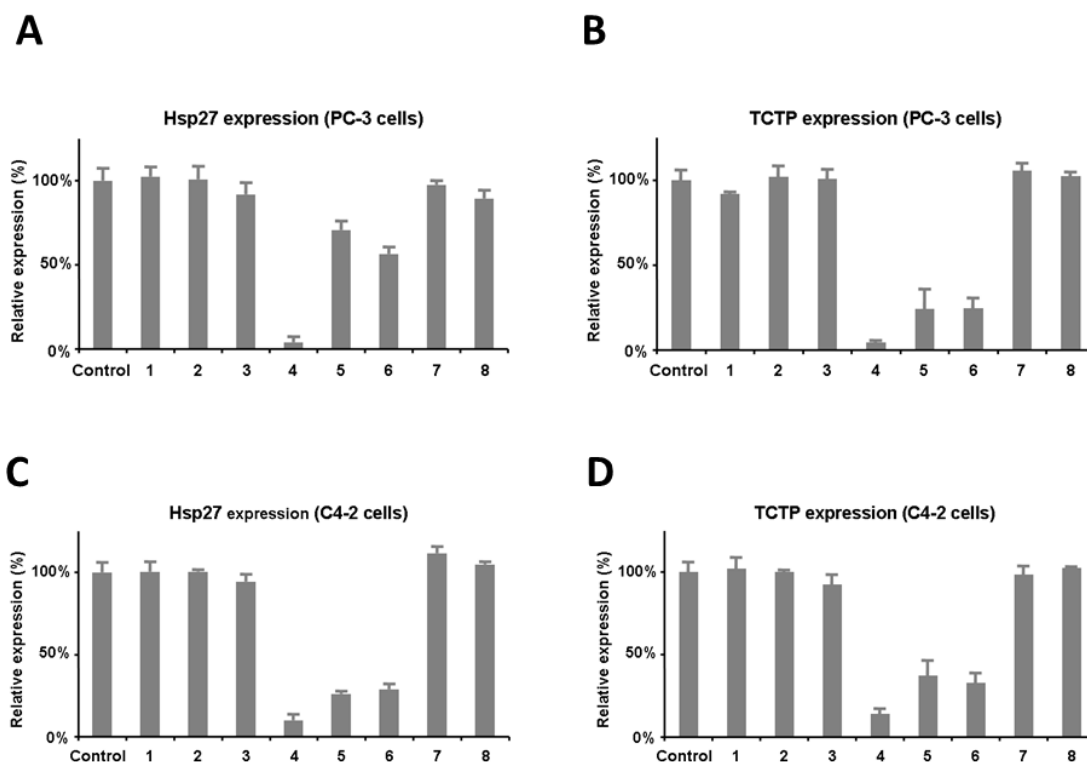 A
Hsp27 expression (PC-3 cells)
Relative expression (%)
100%
50%
0%
Control 1 2 3 4 5 6 7 8
B
TCTP expression (PC-3 cells)
Relative expression (%)
100%
50%
0%
Control 1 2 3 4 5 6 7 8
C
Hsp27 expression (C4-2 cells)
Relative expression (%)
100%
50%
0%
Control 1 2 3 4 5 6 7 8
D
TCTP expression (C4-2 cells)
Relative expression (%)
100%
50%
0%
Control 1 2 3 4 5 6 7 8